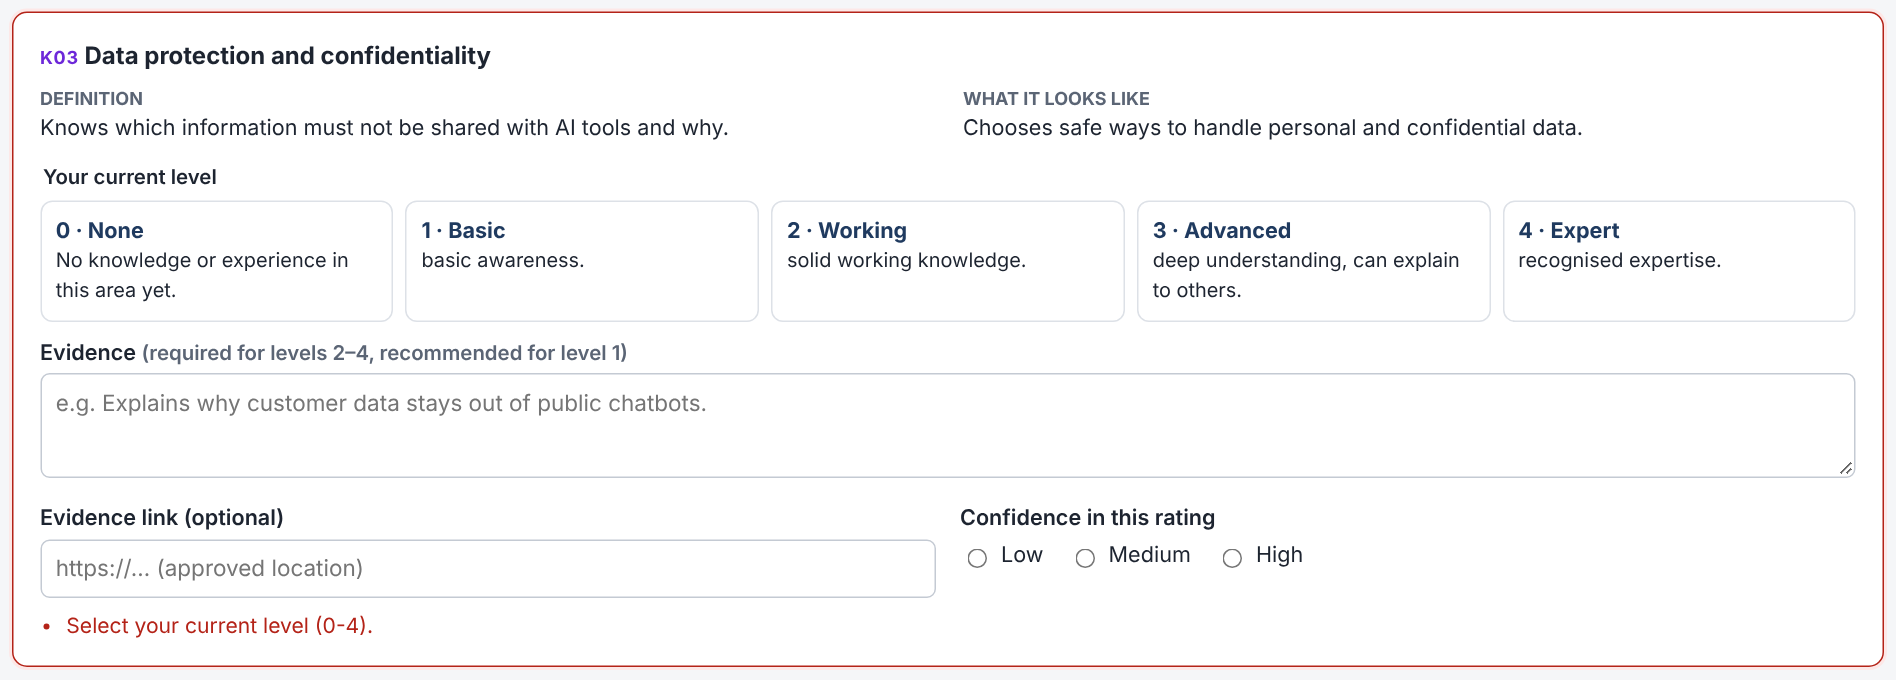 K03 Data protection and confidentiality
DEFINITION
Knows which information must not be shared with AI tools and why.
WHAT IT LOOKS LIKE
Chooses safe ways to handle personal and confidential data.
Your current level
0 · None
No knowledge or experience in
this area yet.
1 · Basic
basic awareness.
2 · Working
solid working knowledge.
3 · Advanced
deep understanding, can explain
to others.
4 · Expert
recognised expertise.
Evidence (required for levels 2–4, recommended for level 1)
e.g. Explains why customer data stays out of public chatbots.
Evidence link (optional)
https://... (approved location)
Confidence in this rating
Low Medium High
• Select your current level (0-4).